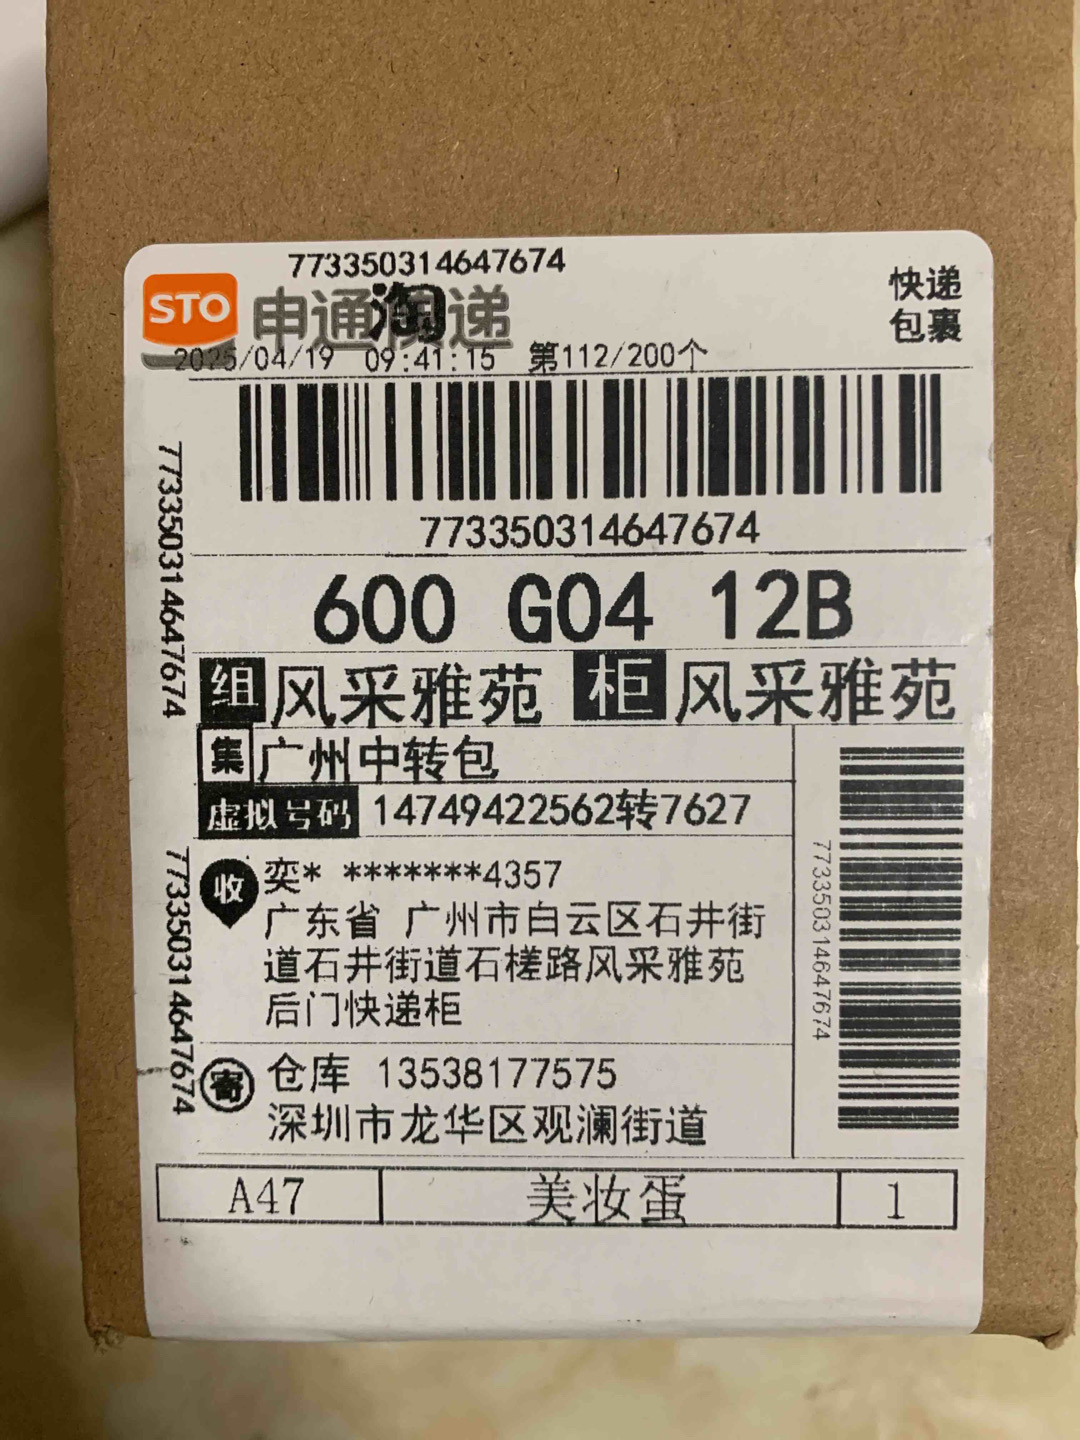 773350314647674
STO 申通快递
淘
快递
包裹
2025/04/19 09:41:15 第112/200个
773350314647674
773350314647674
600 G04 12B
组 风采雅苑 柜 风采雅苑
集 广州中转包
虚拟号码 14749422562转7627
773350314647674
收 奕* *******4357
广东省 广州市白云区石井街
道石井街道石槎路风采雅苑
后门快递柜
773350314647674
寄 仓库 13538177575
深圳市龙华区观澜街道
A47 美妆蛋 1